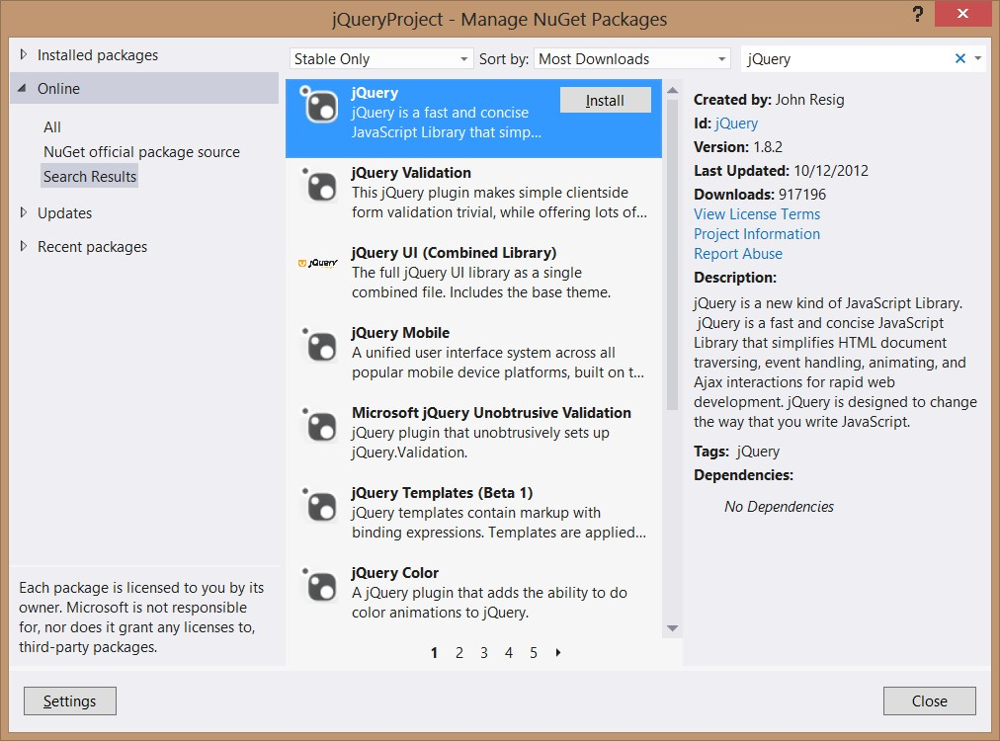 jQueryProject - Manage NuGet Packages
?
Installed packages
Online
All
NuGet official package source
Search Results
Updates
Recent packages
Each package is licensed to you by its
owner. Microsoft is not responsible
for, nor does it grant any licenses to,
third-party packages.
Stable Only
Sort by: Most Downloads
jQuery
jQuery
Install
jQuery is a fast and concise
JavaScript Library that simp...
jQuery Validation
This jQuery plugin makes simple clientside
form validation trivial, while offering lots of...
jQuery
jQuery UI (Combined Library)
The full jQuery UI library as a single
combined file. Includes the base theme.
jQuery Mobile
A unified user interface system across all
popular mobile device platforms, built on t...
Microsoft jQuery Unobtrusive Validation
jQuery plugin that unobtrusively sets up
jQuery.Validation.
jQuery Templates (Beta 1)
jQuery templates contain markup with
binding expressions. Templates are applied...
jQuery Color
A jQuery plugin that adds the ability to do
color animations to jQuery.
1 2 3 4 5
Created by: John Resig
Id: jQuery
Version: 1.8.2
Last Updated: 10/12/2012
Downloads: 917196
View License Terms
Project Information
Report Abuse
Description:
jQuery is a new kind of JavaScript Library.
jQuery is a fast and concise JavaScript
Library that simplifies HTML document
traversing, event handling, animating, and
Ajax interactions for rapid web
development. jQuery is designed to change
the way that you write JavaScript.
Tags: jQuery
Dependencies:
No Dependencies
Settings
Close